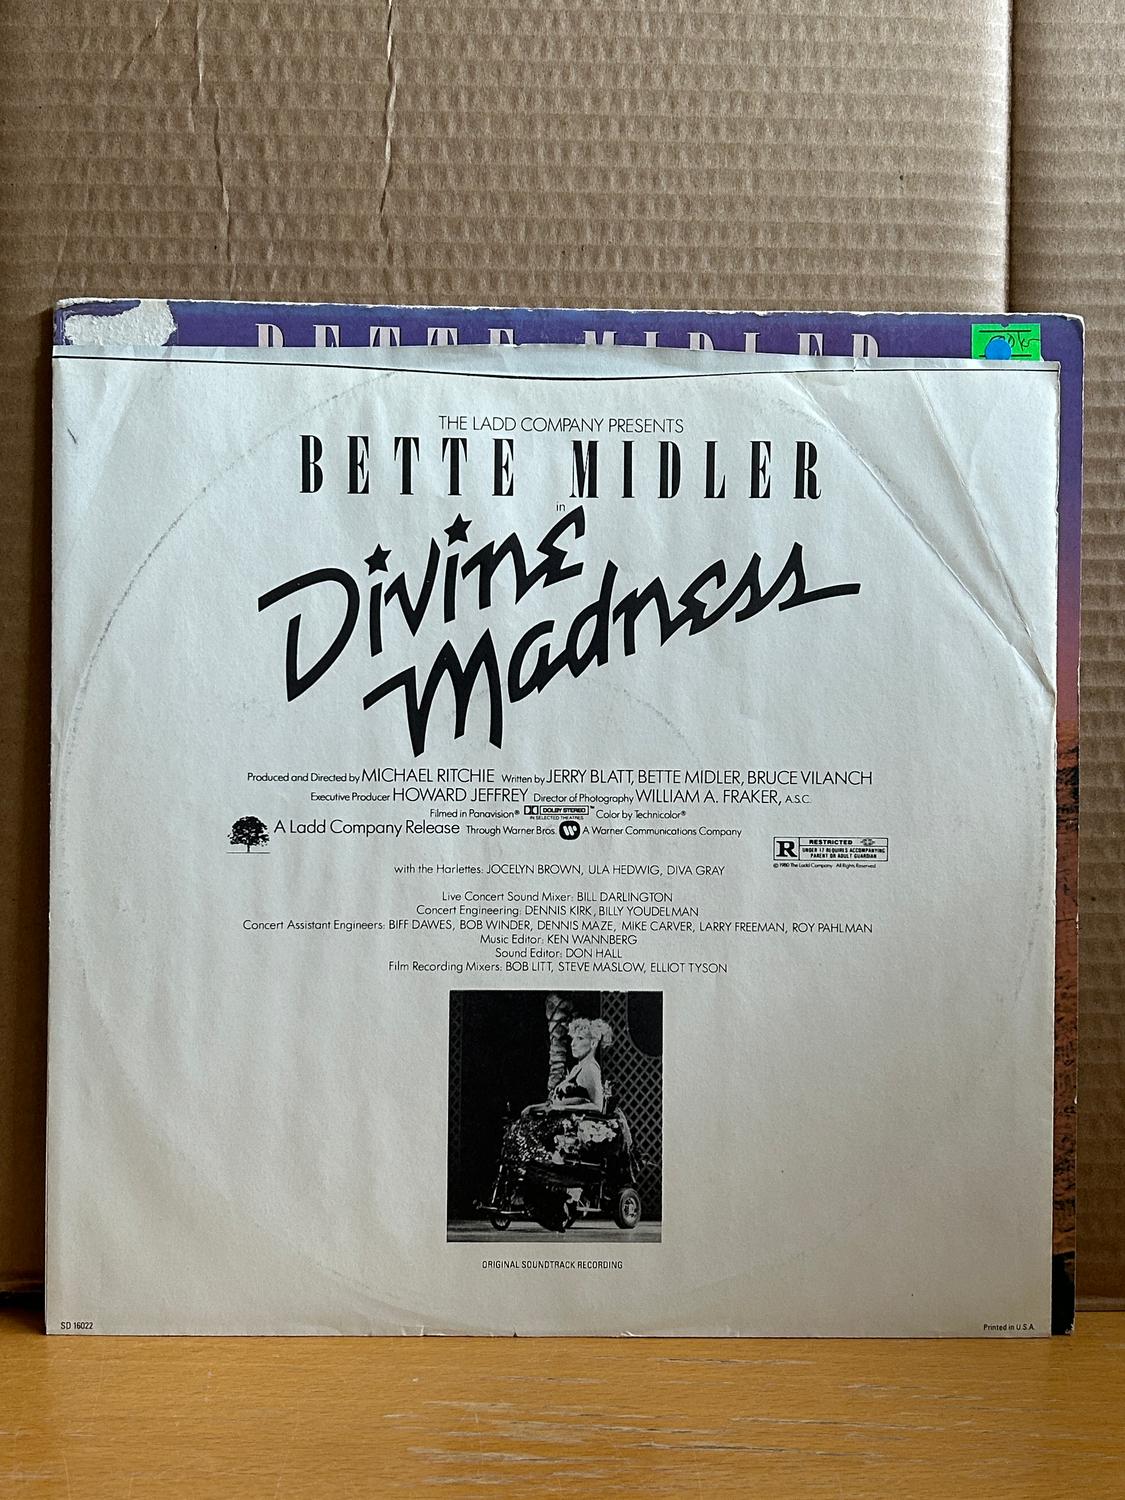 BETTE MIDLER
THE LADD COMPANY PRESENTS
BETTE MIDLER
in
Divine
Madness
Produced and Directed by MICHAEL RITCHIE Written by JERRY BLATT, BETTE MIDLER, BRUCE VILANCH
Executive Producer HOWARD JEFFREY Director of Photography WILLIAM A. FRAKER, A.S.C.
Filmed in Panavision® DOLBY STEREO™ Color by Technicolor®
IN SELECTED THEATRES
A Ladd Company Release Through Warner Bros. A Warner Communications Company
R RESTRICTED
UNDER 17 REQUIRES ACCOMPANYING
PARENT OR ADULT GUARDIAN
©1980 The Ladd Company All Rights Reserved
with the Harlettes: JOCELYN BROWN, ULA HEDWIG, DIVA GRAY
Live Concert Sound Mixer: BILL DARLINGTON
Concert Engineering: DENNIS KIRK, BILLY YOUDELMAN
Concert Assistant Engineers: BIFF DAWES, BOB WINDER, DENNIS MAZE, MIKE CARVER, LARRY FREEMAN, ROY PAHLMAN
Music Editor: KEN WANNBERG
Sound Editor: DON HALL
Film Recording Mixers: BOB LITT, STEVE MASLOW, ELLIOT TYSON
ORIGINAL SOUNDTRACK RECORDING
SD 16022
Printed in U.S.A.